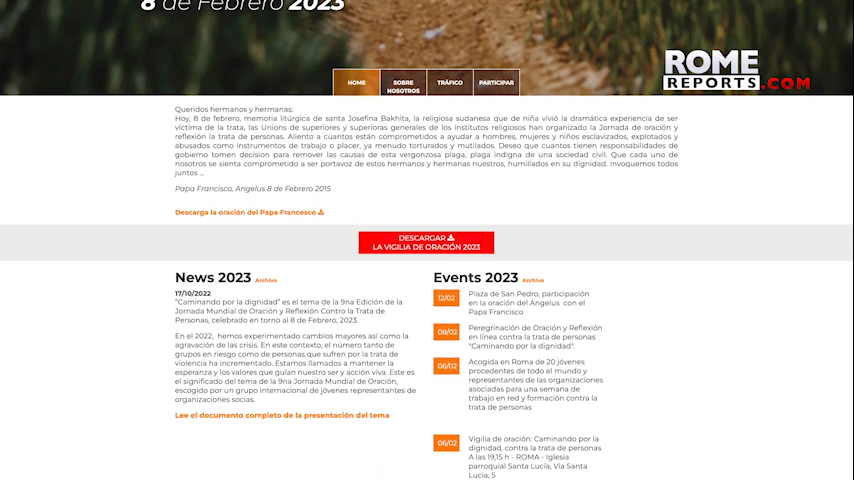 8 de Febrero 2023
ROME
REPORTS.COM
HOME
SOBRE
NOSOTROS
TRÁFICO
PARTICIPAR
Queridos hermanos y hermanas:
Hoy, 8 de febrero, memoria litúrgica de santa Josefina Bakhita, la religiosa sudanesa que de niña vivió la dramática experiencia de ser
víctima de la trata, las Unions de superiores y superioras generales de los institutos religiosos han organizado la Jornada de oración y
reflexión la trata de personas. Aliento a cuantos están comprometidos a ayudar a hombres, mujeres y niños esclavizados, explotados y
abusados como instrumentos de trabajo o placer, ya menudo torturados y mutilados. Deseo que cuantos tienen responsabilidades de
gobierno tomen decision para remover las causas de esta vergonzosa plaga, plaga indigna de una sociedad civil. Que cada uno de
nosotros se sienta comprometido a ser portavoz de estos hermanos y hermanas nuestros, humillados en su dignidad. invoquemos todos
juntos ...
Papa Francisco, Angelus 8 de Febrero 2015
Descarga la oración del Papa Francesco
DESCARGAR
LA VIGILIA DE ORACIÓN 2023
News 2023 Archivo
17/10/2022
"Caminando por la dignidad" es el tema de la 9na Edición de la
Jornada Mundial de Oración y Reflexión Contro la Trata de
Personas, celebrado en torno al 8 de Febrero, 2023.
En el 2022, hemos experimentado cambios mayores así como la
agravación de las crisis. En este contexto, el número tanto de
grupos en riesgo como de personas que sufren por la trata de
violencia ha incrementado. Estamos llamados a mantener la
esperanza y los valores que guían nuestro ser y acción viva. Este es
el significado del tema de la 9na Jornada Mundial de Oración,
escogido por un grupo internacional de jóvenes representantes de
organizaciones socias.
Lee el documento completo de la presentación del tema
Events 2023 Archivo
12/02
Plaza de San Pedro, participación
en la oración del Angelus con el
Papa Francisco
08/02
Peregrinación de Oración y Reflexión
en línea contra la trata de personas
"Caminando por la dignidad".
06/02
Acogida en Roma de 20 jóvenes
procedentes de todo el mundo y
representantes de las organizaciones
asociadas para una semana de
trabajo en red y formación contra la
trata de personas
06/02
Vigilia de oración: Caminando por la
dignidad, contra la trata de personas
A las 19,15 h - ROMA - Iglesia
parroquial Santa Lucía, Via Santa
Lucía, 5